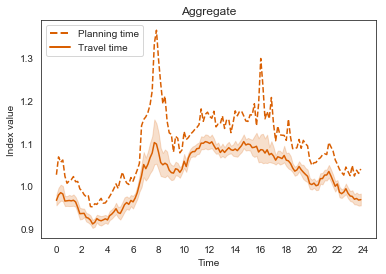 Aggregate
Planning time
Travel time
Index value
1.3
1.2
1.1
1.0
0.9
0 2 4 6 8 10 12 14 16 18 20 22 24
Time